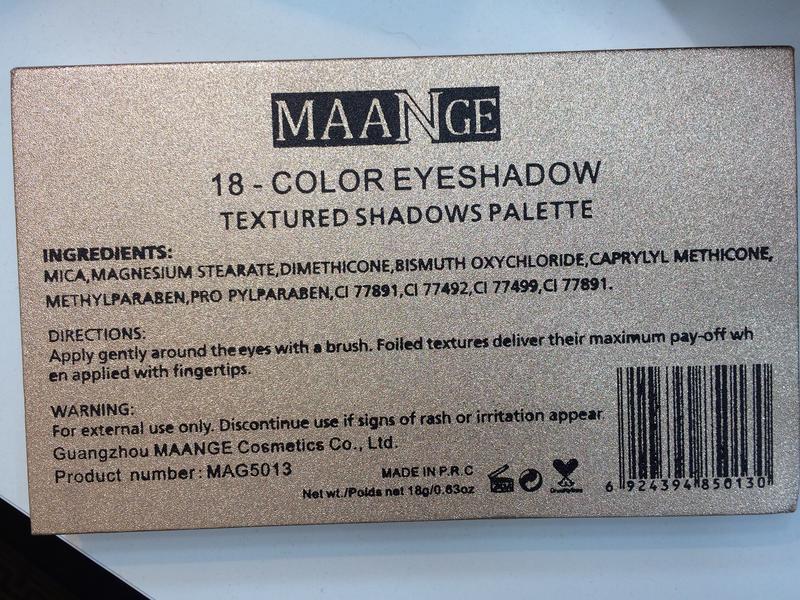 MAANGE
18 - COLOR EYESHADOW
TEXTURED SHADOWS PALETTE
INGREDIENTS:
MICA,MAGNESIUM STEARATE,DIMETHICONE,BISMUTH OXYCHLORIDE,CAPRYLYL METHICONE,
METHYLPARABEN,PRO PYLPARABEN,CI 77891,CI 77492,CI 77499,CI 77891.
DIRECTIONS:
Apply gently around the eyes with a brush. Foiled textures deliver their maximum pay-off wh
en applied with fingertips.
WARNING:
For external use only. Discontinue use if signs of rash or irritation appear
Guangzhou MAANGE Cosmetics Co., Ltd.
Product number: MAG5013
MADE IN P.R.C
Net wt./Poids net 18g/0.63oz
6 924394 850130